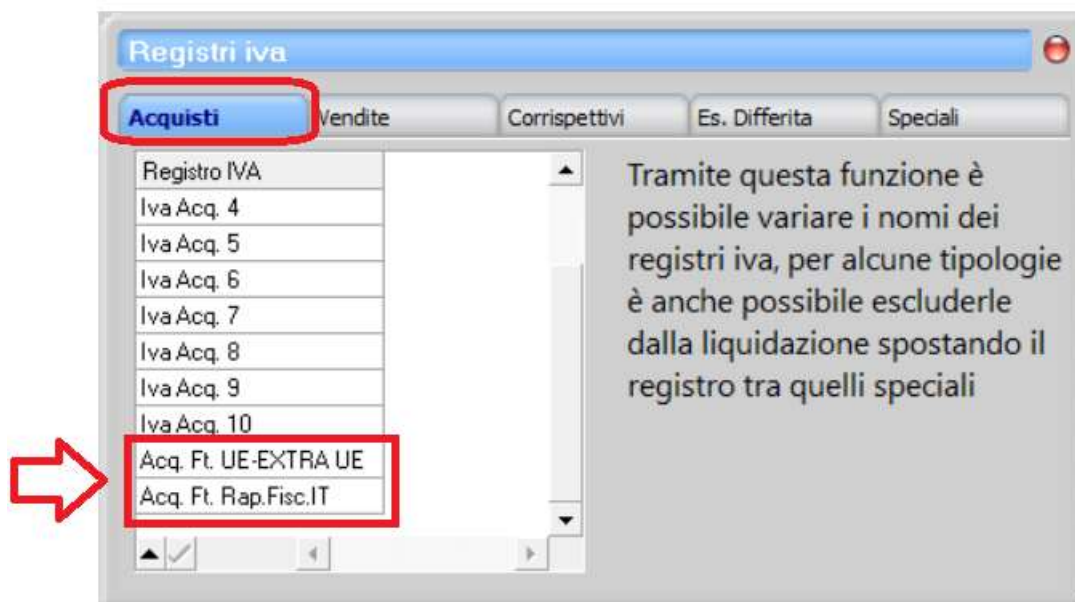 Registri iva
Acquisti Vendite Corrispettivi Es. Differita Speciali
Registro IVA
Iva Acq. 4
Iva Acq. 5
Iva Acq. 6
Iva Acq. 7
Iva Acq. 8
Iva Acq. 9
Iva Acq. 10
Acq. Ft. UE-EXTRA UE
Acq. Ft. Rap.Fisc.IT
Tramite questa funzione è
possibile variare i nomi dei
registri iva, per alcune tipologie
è anche possibile escluderle
dalla liquidazione spostando il
registro tra quelli speciali